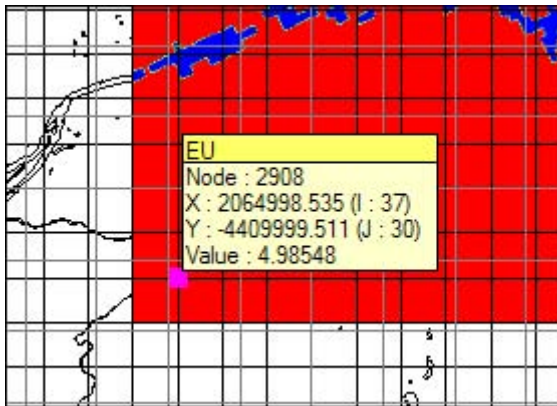 EU
Node : 2908
X : 2064998.535 (I : 37)
Y : -4409999.511 (J : 30)
Value : 4.98548